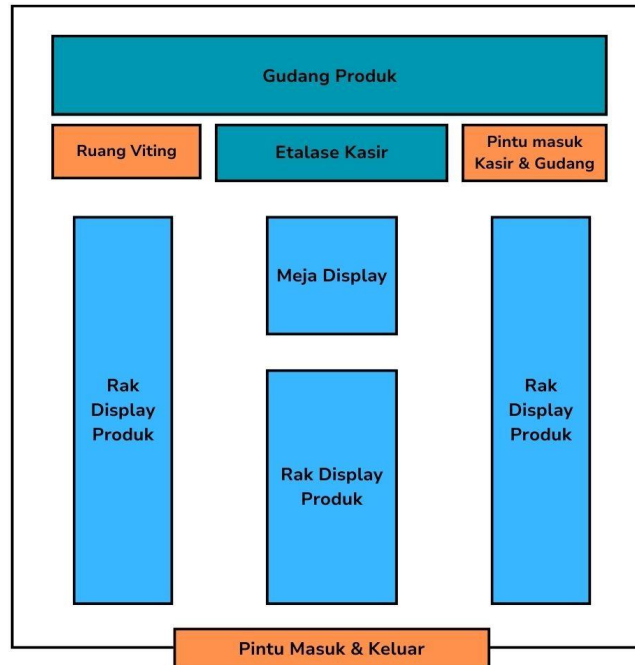 Gudang Produk
Ruang Viting
Etalase Kasir
Pintu masuk
Kasir & Gudang
Meja Display
Rak
Display
Produk
Rak Display
Produk
Rak
Display
Produk
Pintu Masuk & Keluar